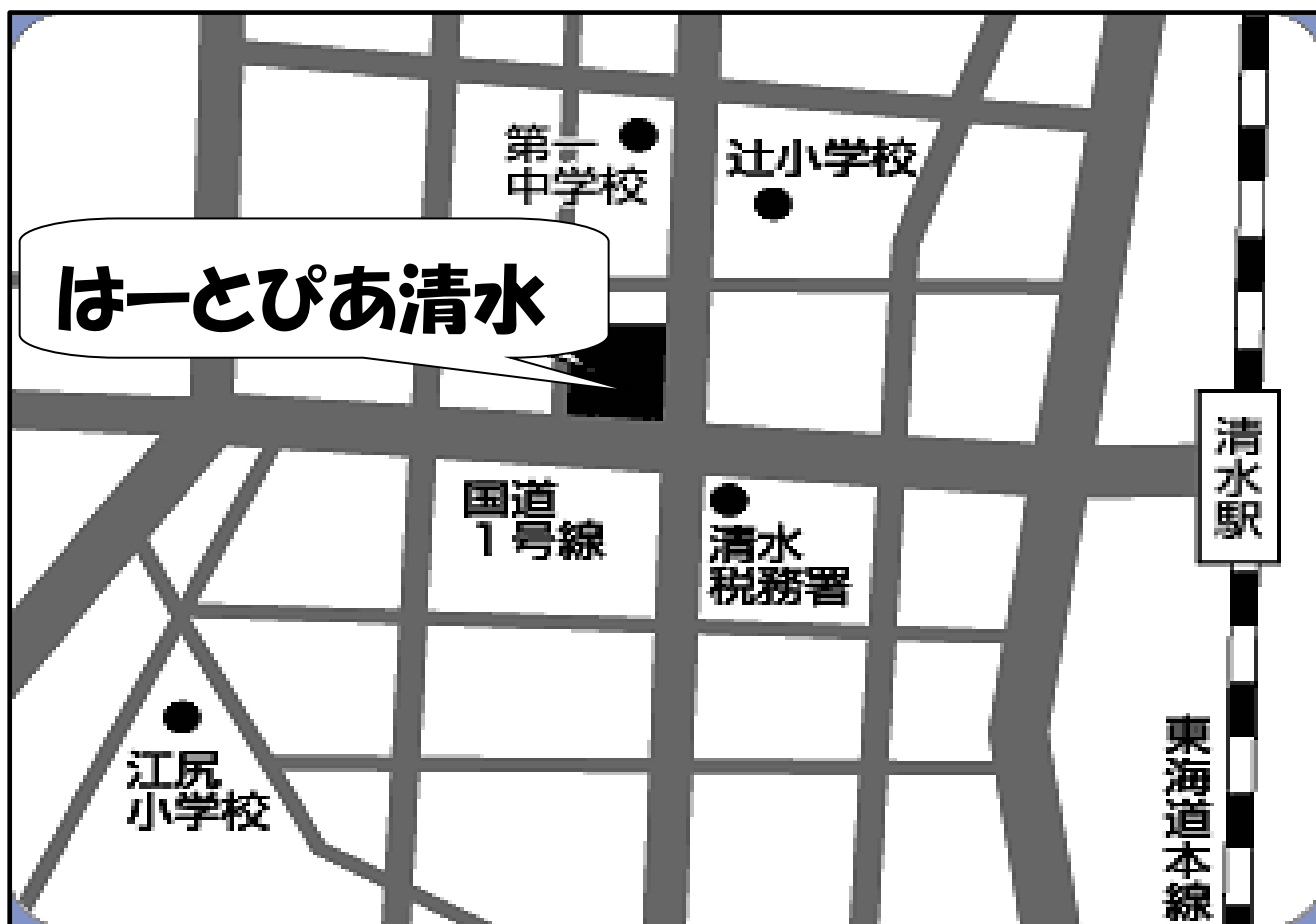 第一
中学校
辻小学校
はーとぴあ清水
清水駅
国道
1号線
清水
税務署
江尻
小学校
東海道本線